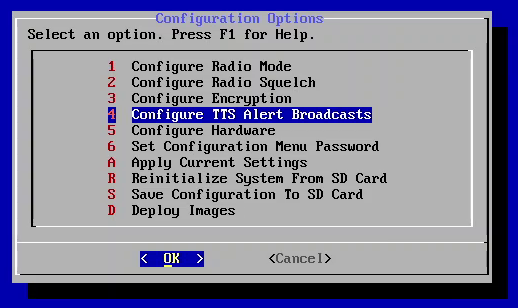 Configuration Options
Select an option. Press F1 for Help.
1 Configure Radio Mode
2 Configure Radio Squelch
3 Configure Encryption
4 Configure TTS Alert Broadcasts
5 Configure Hardware
6 Set Configuration Menu Password
A Apply Current Settings
R Reinitialize System From SD Card
S Save Configuration To SD Card
D Deploy Images
< OK > <Cancel>